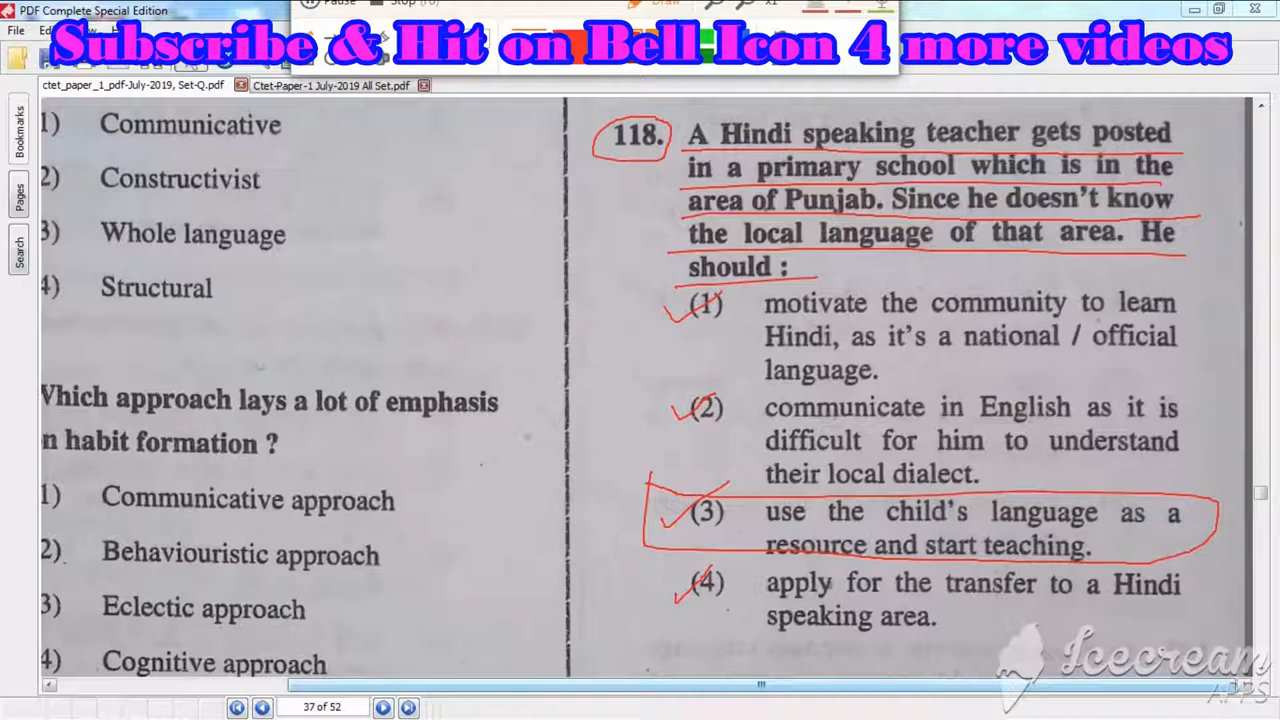 PDF Complete Special Edition
Pause
Stop
Draw
File
Subscribe & Hit on Bell Icon 4 more videos
ctet_paper_1_pdf-July-2019, Set-Q.pdf
Ctet-Paper-1 July-2019 All Set.pdf
Bookmarks
Pages
Search
1) Communicative
2) Constructivist
3) Whole language
4) Structural
Which approach lays a lot of emphasis
n habit formation ?
1) Communicative approach
2) Behaviouristic approach
3) Eclectic approach
4) Cognitive approach
118. A Hindi speaking teacher gets posted
in a primary school which is in the
area of Punjab. Since he doesn't know
the local language of that area. He
should :
(1) motivate the community to learn
Hindi, as it's a national / official
language.
(2) communicate in English as it is
difficult for him to understand
their local dialect.
(3) use the child's language as a
resource and start teaching.
(4) apply for the transfer to a Hindi
speaking area.
Icecream
APPS
37 of 52